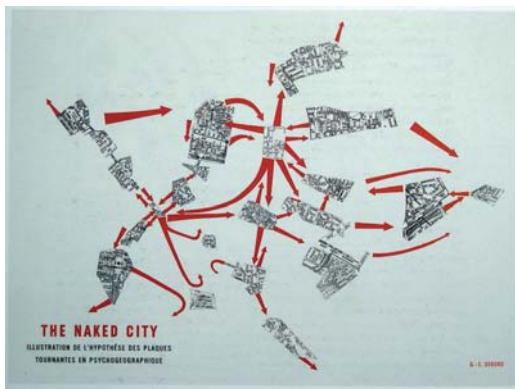 THE NAKED CITY
ILLUSTRATION DE L'HYPOTHÈSE DES PLAQUES
TOURNANTES EN PSYCHOGEOGRAPHIQUE
G.-E. DEBORD